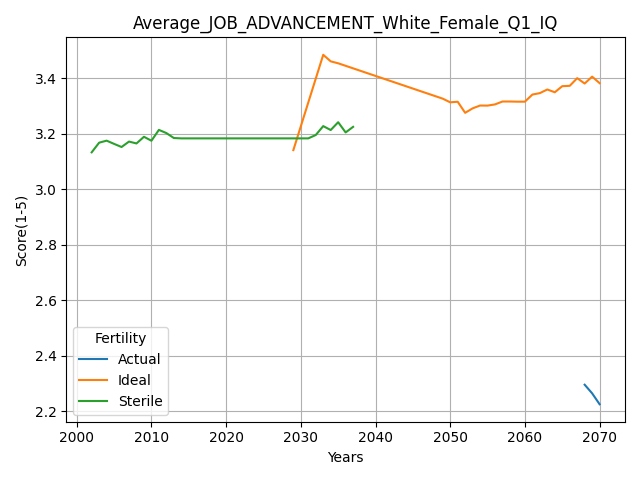 Average_JOB_ADVANCEMENT_White_Female_Q1_IQ
Score(1-5)
3.4
3.2
3.0
2.8
2.6
2.4
2.2
Fertility
Actual
Ideal
Sterile
2000 2010 2020 2030 2040 2050 2060 2070
Years